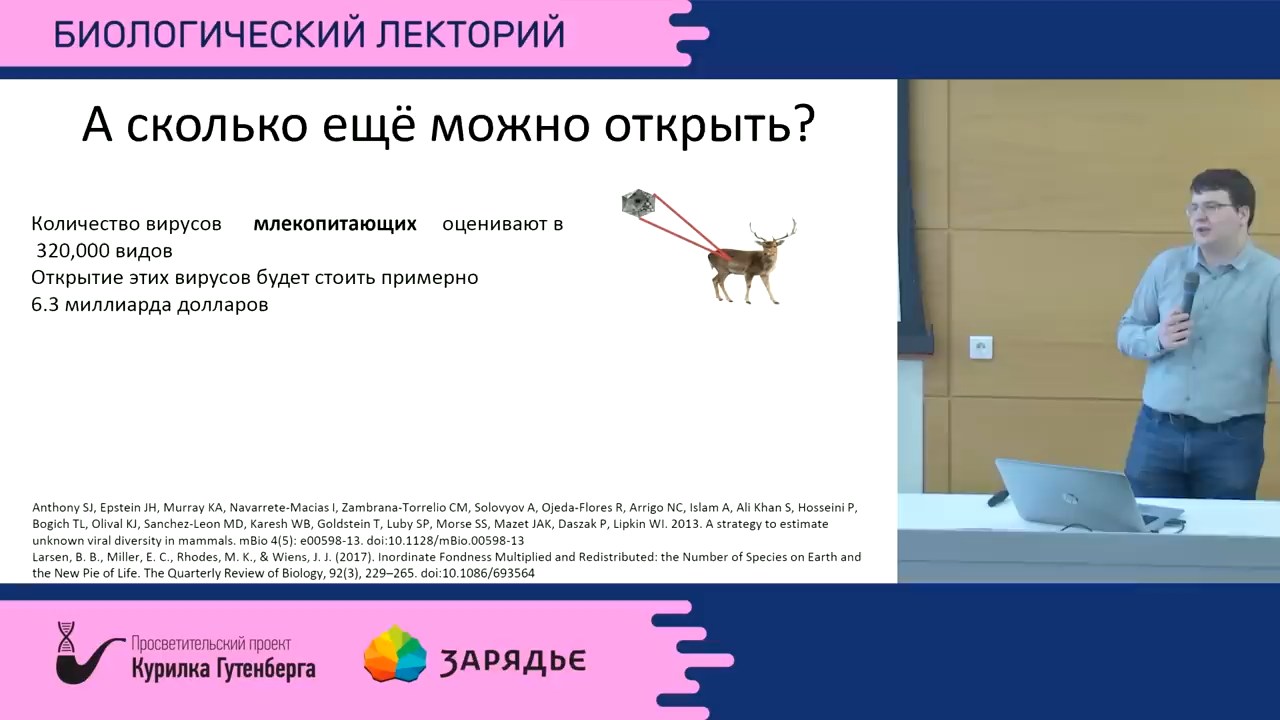 БИОЛОГИЧЕСКИЙ ЛЕКТОРИЙ
А сколько ещё можно открыть?
Количество вирусов млекопитающих оценивают в
320,000 видов
Открытие этих вирусов будет стоить примерно
6.3 миллиарда долларов
Anthony SJ, Epstein JH, Murray KA, Navarrete-Macias I, Zambrana-Torrelio CM, Solovyov A, Ojeda-Flores R, Arrigo NC, Islam A, Ali Khan S, Hosseini P,
Bogich TL, Olival KJ, Sanchez-Leon MD, Karesh WB, Goldstein T, Luby SP, Morse SS, Mazet JAK, Daszak P, Lipkin WI. 2013. A strategy to estimate
unknown viral diversity in mammals. mBio 4(5): e00598-13. doi:10.1128/mBio.00598-13
Larsen, B. B., Miller, E. C., Rhodes, M. K., & Wiens, J. J. (2017). Inordinate Fondness Multiplied and Redistributed: the Number of Species on Earth and
the New Pie of Life. The Quarterly Review of Biology, 92(3), 229–265. doi:10.1086/693564
Просветительский проект
Курилка Гутенберга
ЗАРЯДЬЕ
hp